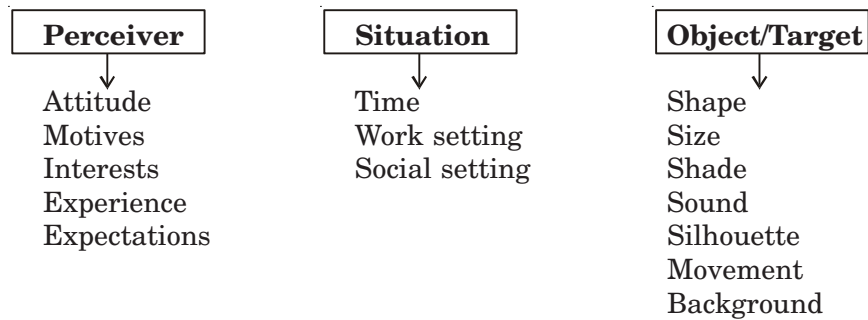 Perceiver
Attitude
Motives
Interests
Experience
Expectations
Situation
Time
Work setting
Social setting
Object/Target
Shape
Size
Shade
Sound
Silhouette
Movement
Background